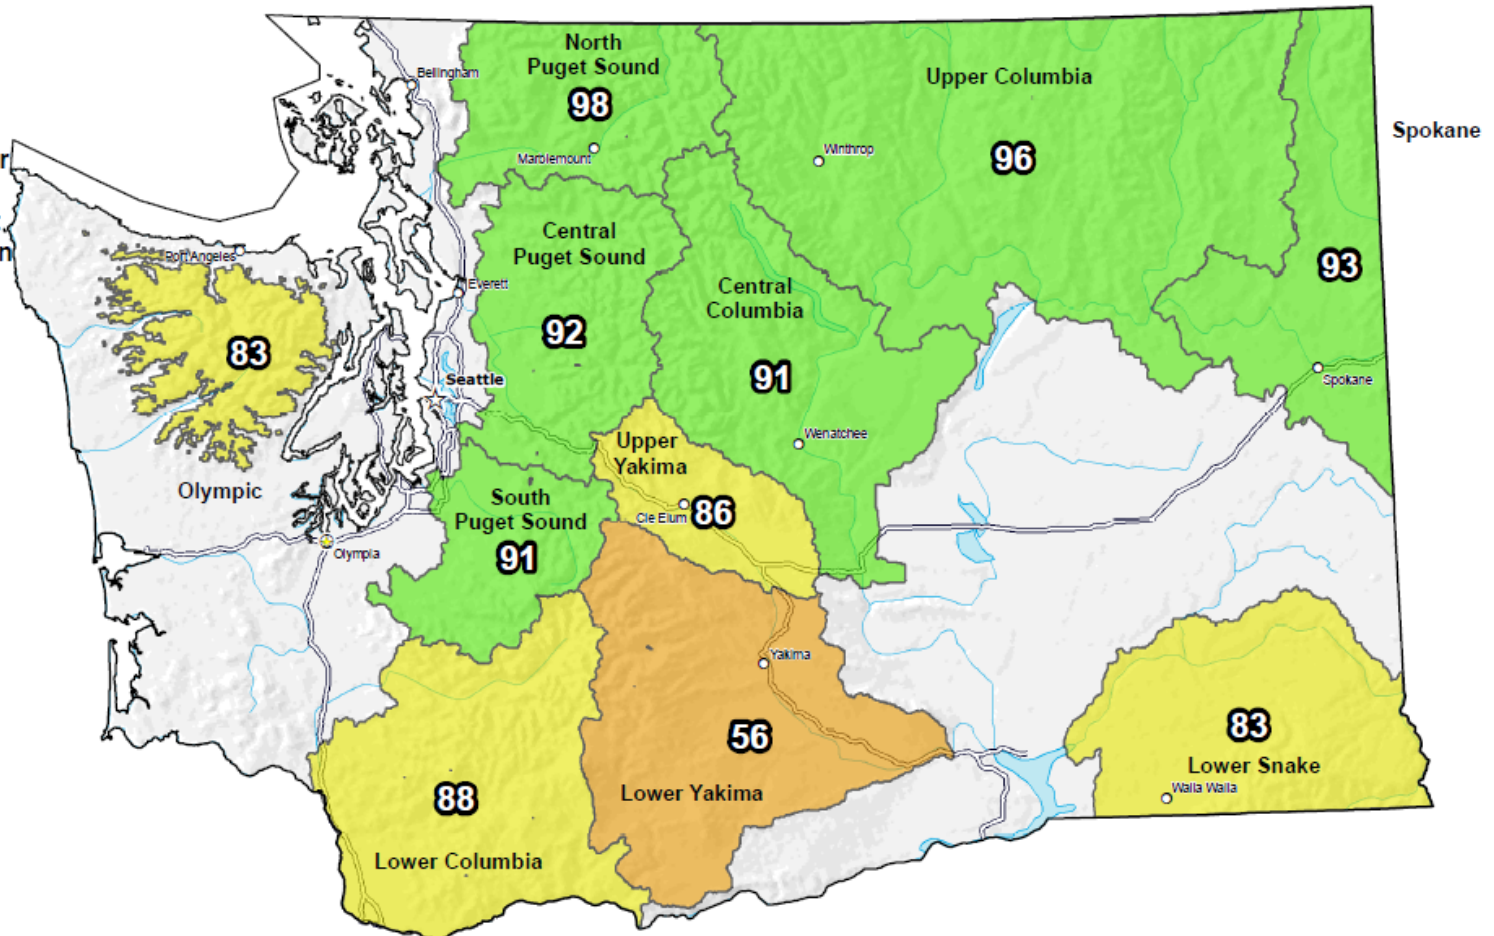 North
Puget Sound
98
Bellingham
Marblemount
Upper Columbia
96
Winthrop
Spokane
93
Spokane
r
n
Port Angeles
83
Olympic
Central
Puget Sound
92
Everett
Seattle
Central
Columbia
91
Wenatchee
Upper
Yakima
86
Cle Elum
South
Puget Sound
91
Olympia
Yakima
56
Lower Yakima
88
Lower Columbia
83
Lower Snake
Walla Walla